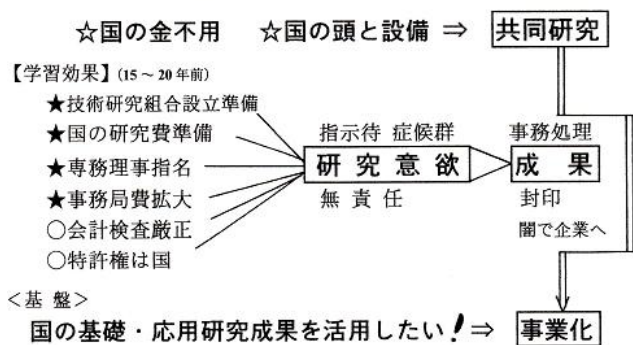 ☆国の金不用 ☆国の頭と設備 ⇒ 共同研究
【学習効果】(15～20年前)
★技術研究組合設立準備
★国の研究費準備
★専務理事指名
★事務局費拡大
○会計検査厳正
○特許権は国
指示待 症候群
研究意欲
無責任
事務処理
成果
封印
闇で企業へ
＜基盤＞
国の基礎・応用研究成果を活用したい！⇒ 事業化